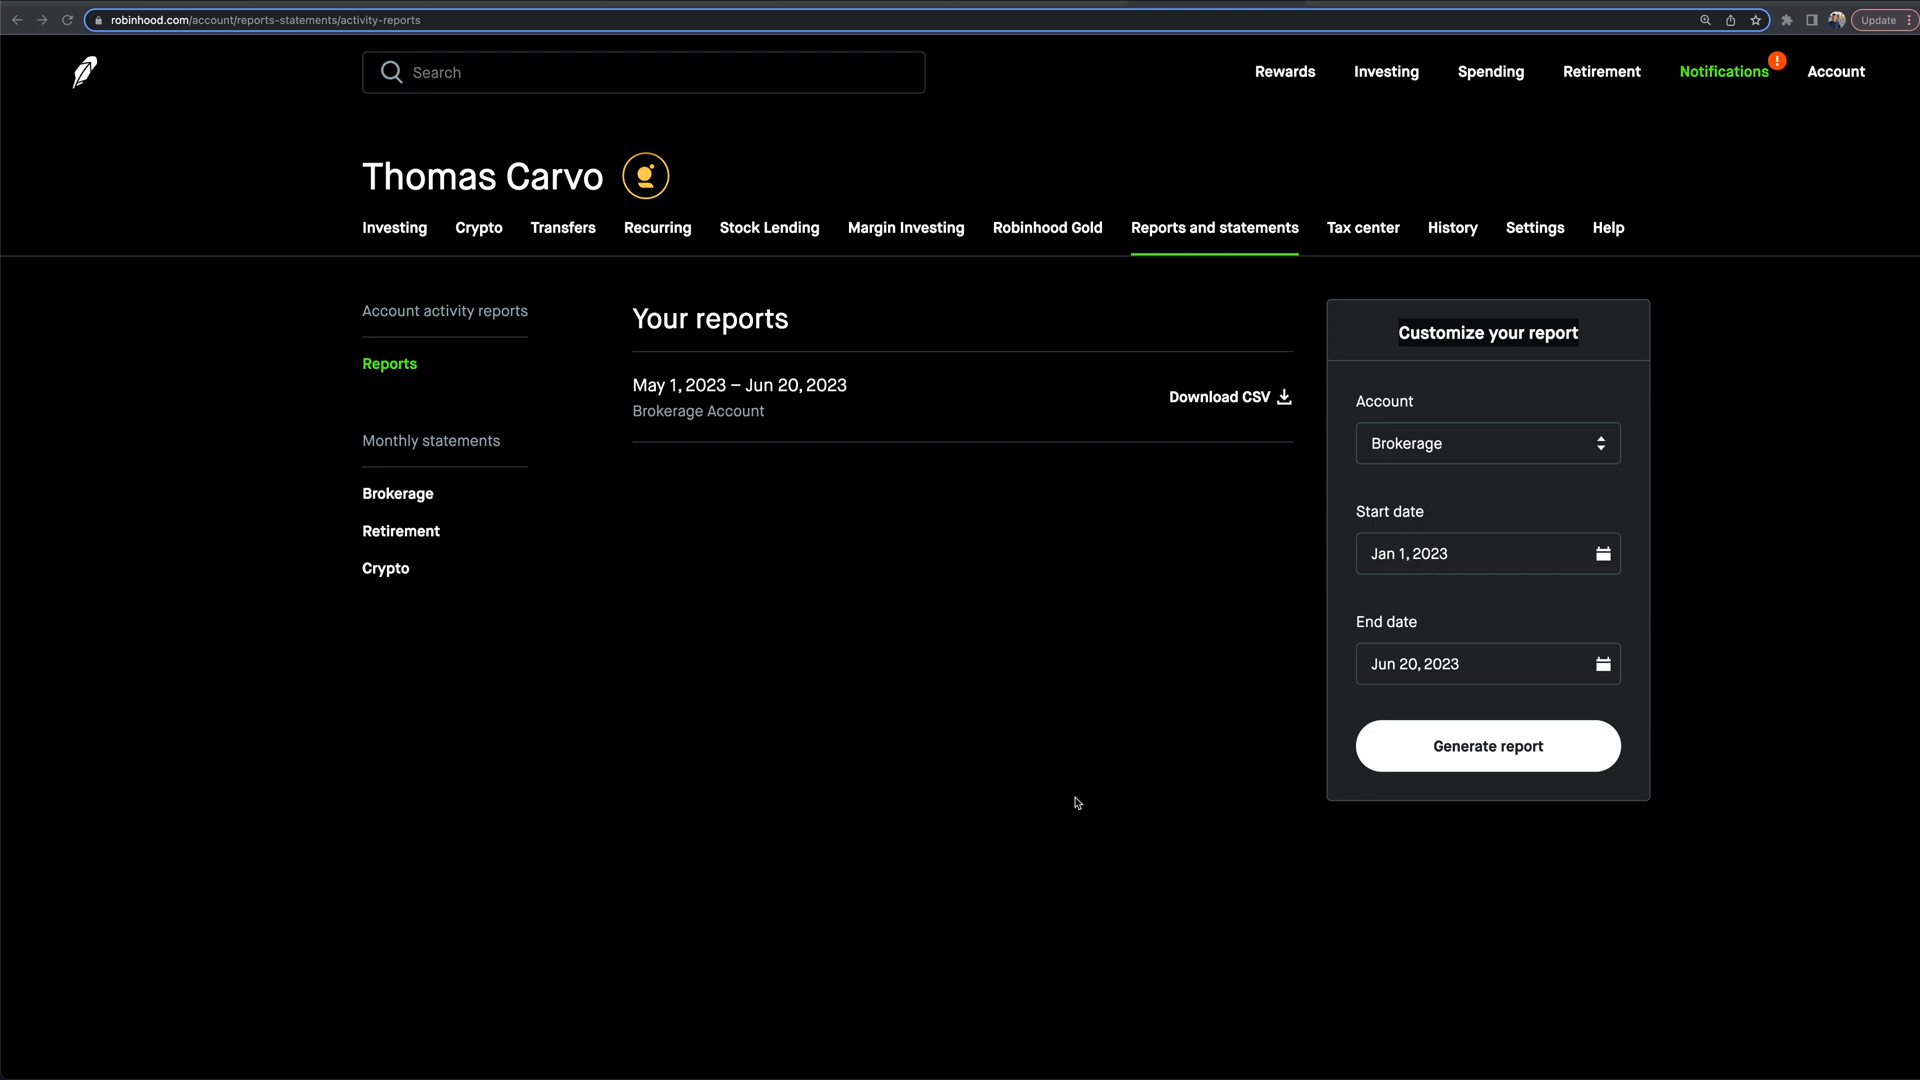 robinhood.com/account/reports-statements/activity-reports
Update
Search
Rewards
Investing
Spending
Retirement
Notifications
!
Account
Thomas Carvo
Investing
Crypto
Transfers
Recurring
Stock Lending
Margin Investing
Robinhood Gold
Reports and statements
Tax center
History
Settings
Help
Account activity reports
Reports
Monthly statements
Brokerage
Retirement
Crypto
Your reports
May 1, 2023 – Jun 20, 2023
Brokerage Account
Download CSV
Customize your report
Account
Brokerage
Start date
Jan 1, 2023
End date
Jun 20, 2023
Generate report